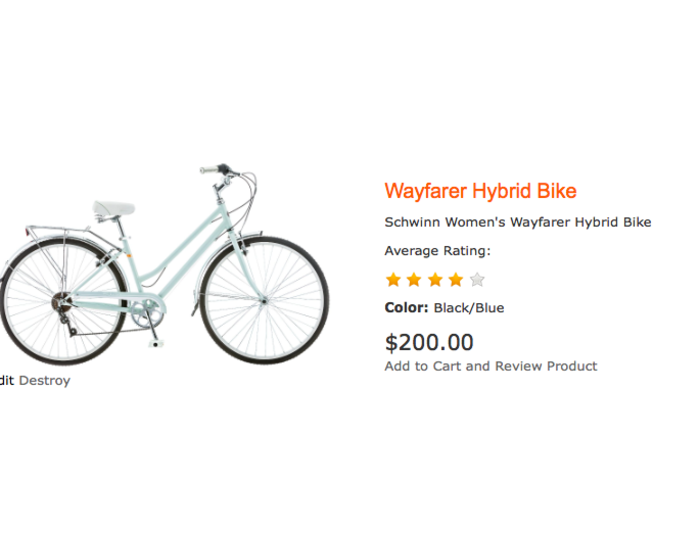 Wayfarer Hybrid Bike
Schwinn Women's Wayfarer Hybrid Bike
Average Rating:
Color: Black/Blue
$200.00
Add to Cart and Review Product
dit Destroy